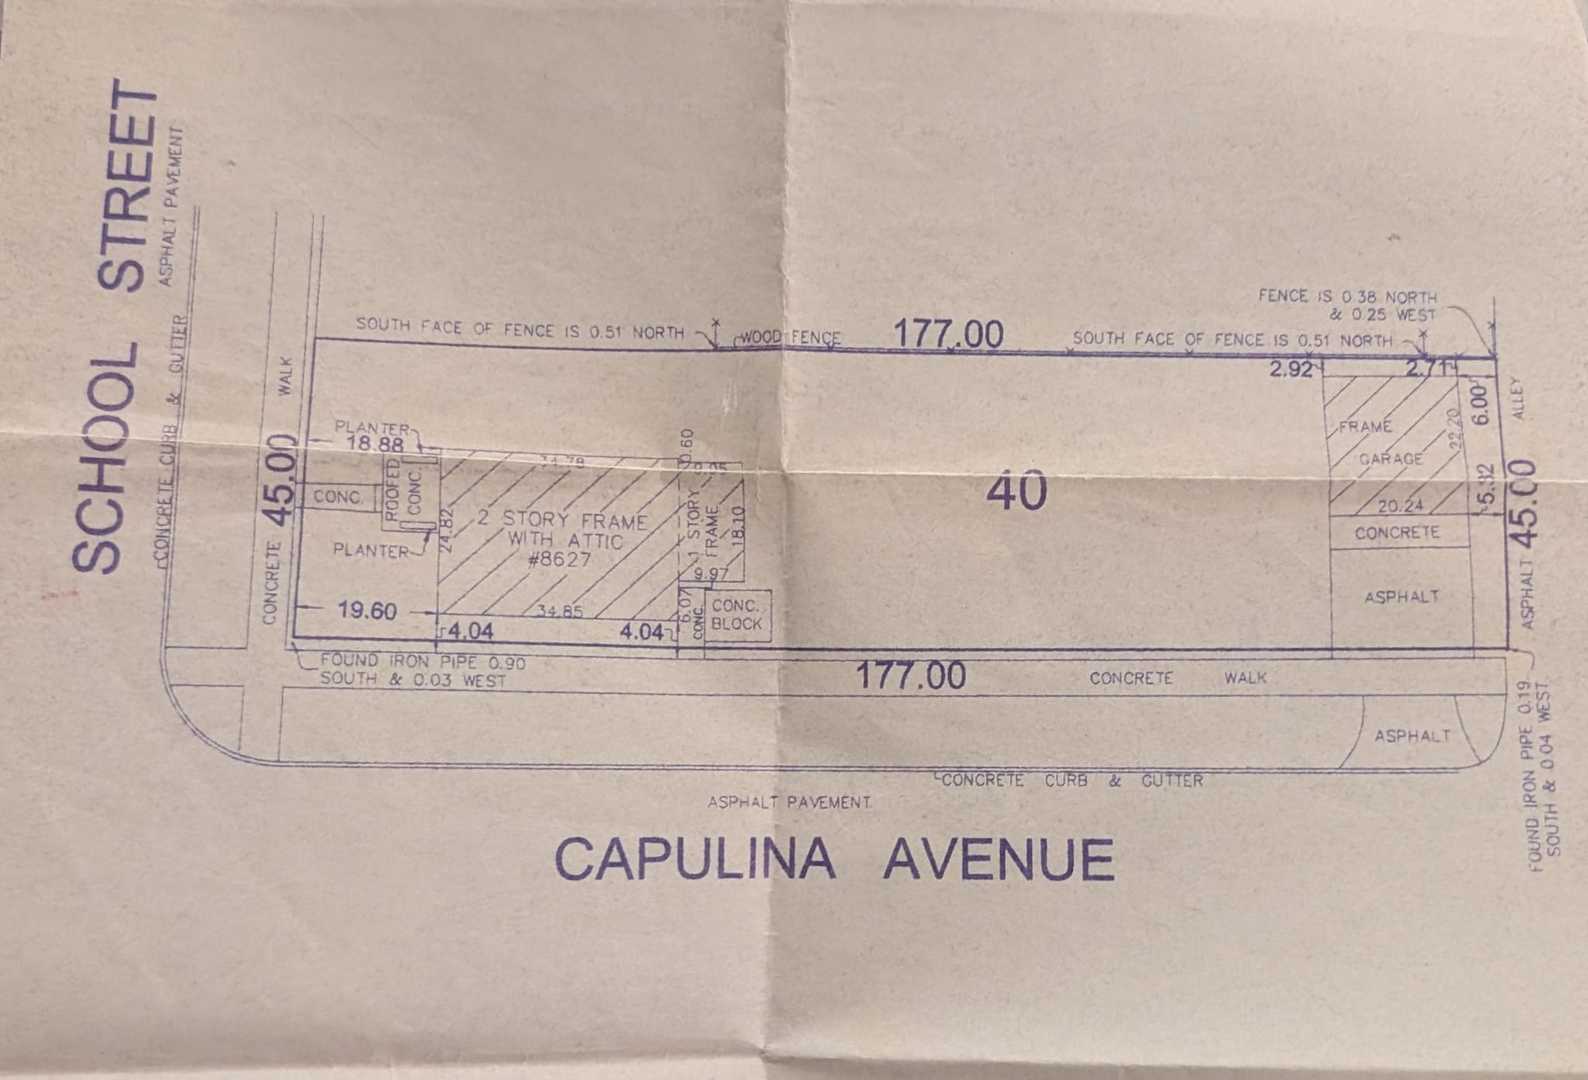 SCHOOL STREET
ASPHALT PAVEMENT
CONCRETE CURB & GUTTER
CONCRETE WALK
45.00
SOUTH FACE OF FENCE IS 0.51 NORTH
WOOD FENCE
177.00
SOUTH FACE OF FENCE IS 0.51 NORTH
FENCE IS 0.38 NORTH
& 0.25 WEST
2.92
2.71
6.00
ALLEY
FRAME
GARAGE
22.20
20.24
5.32
45.00
ASPHALT
CONCRETE
ASPHALT
PLANTER
18.88
CONC.
ROOFED
CONC.
PLANTER
24.82
34.78
2 STORY FRAME
WITH ATTIC
#8627
34.85
0.60
1 STORY
FRAME
18.10
9.97
6.07
CONC.
CONC.
BLOCK
40
19.60
4.04
4.04
FOUND IRON PIPE 0.90
SOUTH & 0.03 WEST
177.00
CONCRETE WALK
ASPHALT
CONCRETE CURB & GUTTER
ASPHALT PAVEMENT
FOUND IRON PIPE 0.19
SOUTH & 0.04 WEST
CAPULINA AVENUE